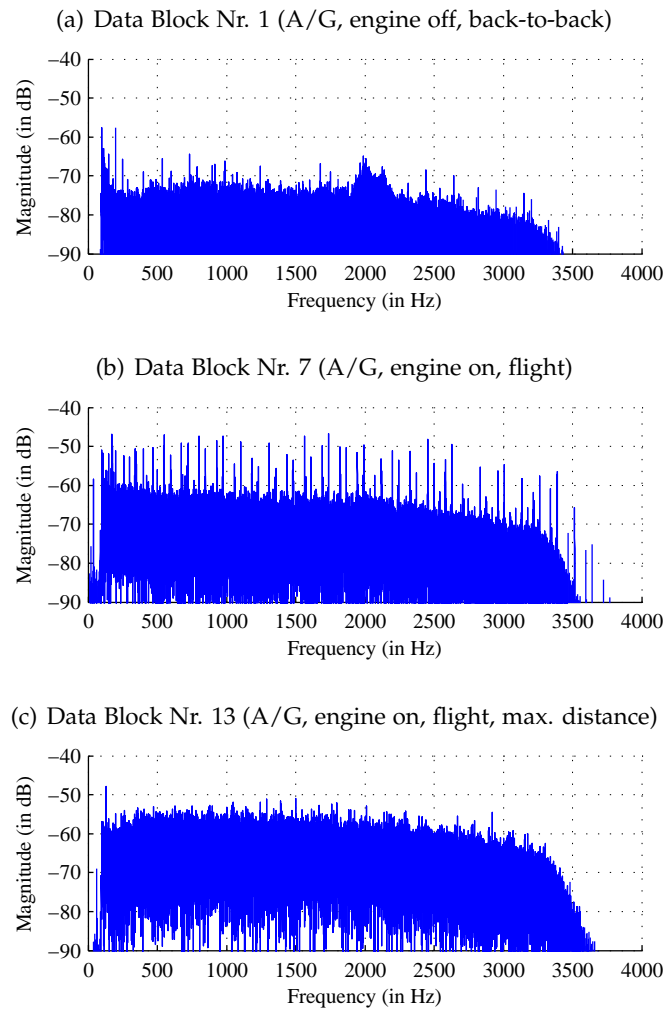 (a) Data Block Nr. 1 (A/G, engine off, back-to-back)
−40
−50
−60
−70
−80
−90
Magnitude (in dB)
0 500 1000 1500 2000 2500 3000 3500 4000
Frequency (in Hz)
(b) Data Block Nr. 7 (A/G, engine on, flight)
−40
−50
−60
−70
−80
−90
Magnitude (in dB)
0 500 1000 1500 2000 2500 3000 3500 4000
Frequency (in Hz)
(c) Data Block Nr. 13 (A/G, engine on, flight, max. distance)
−40
−50
−60
−70
−80
−90
Magnitude (in dB)
0 500 1000 1500 2000 2500 3000 3500 4000
Frequency (in Hz)